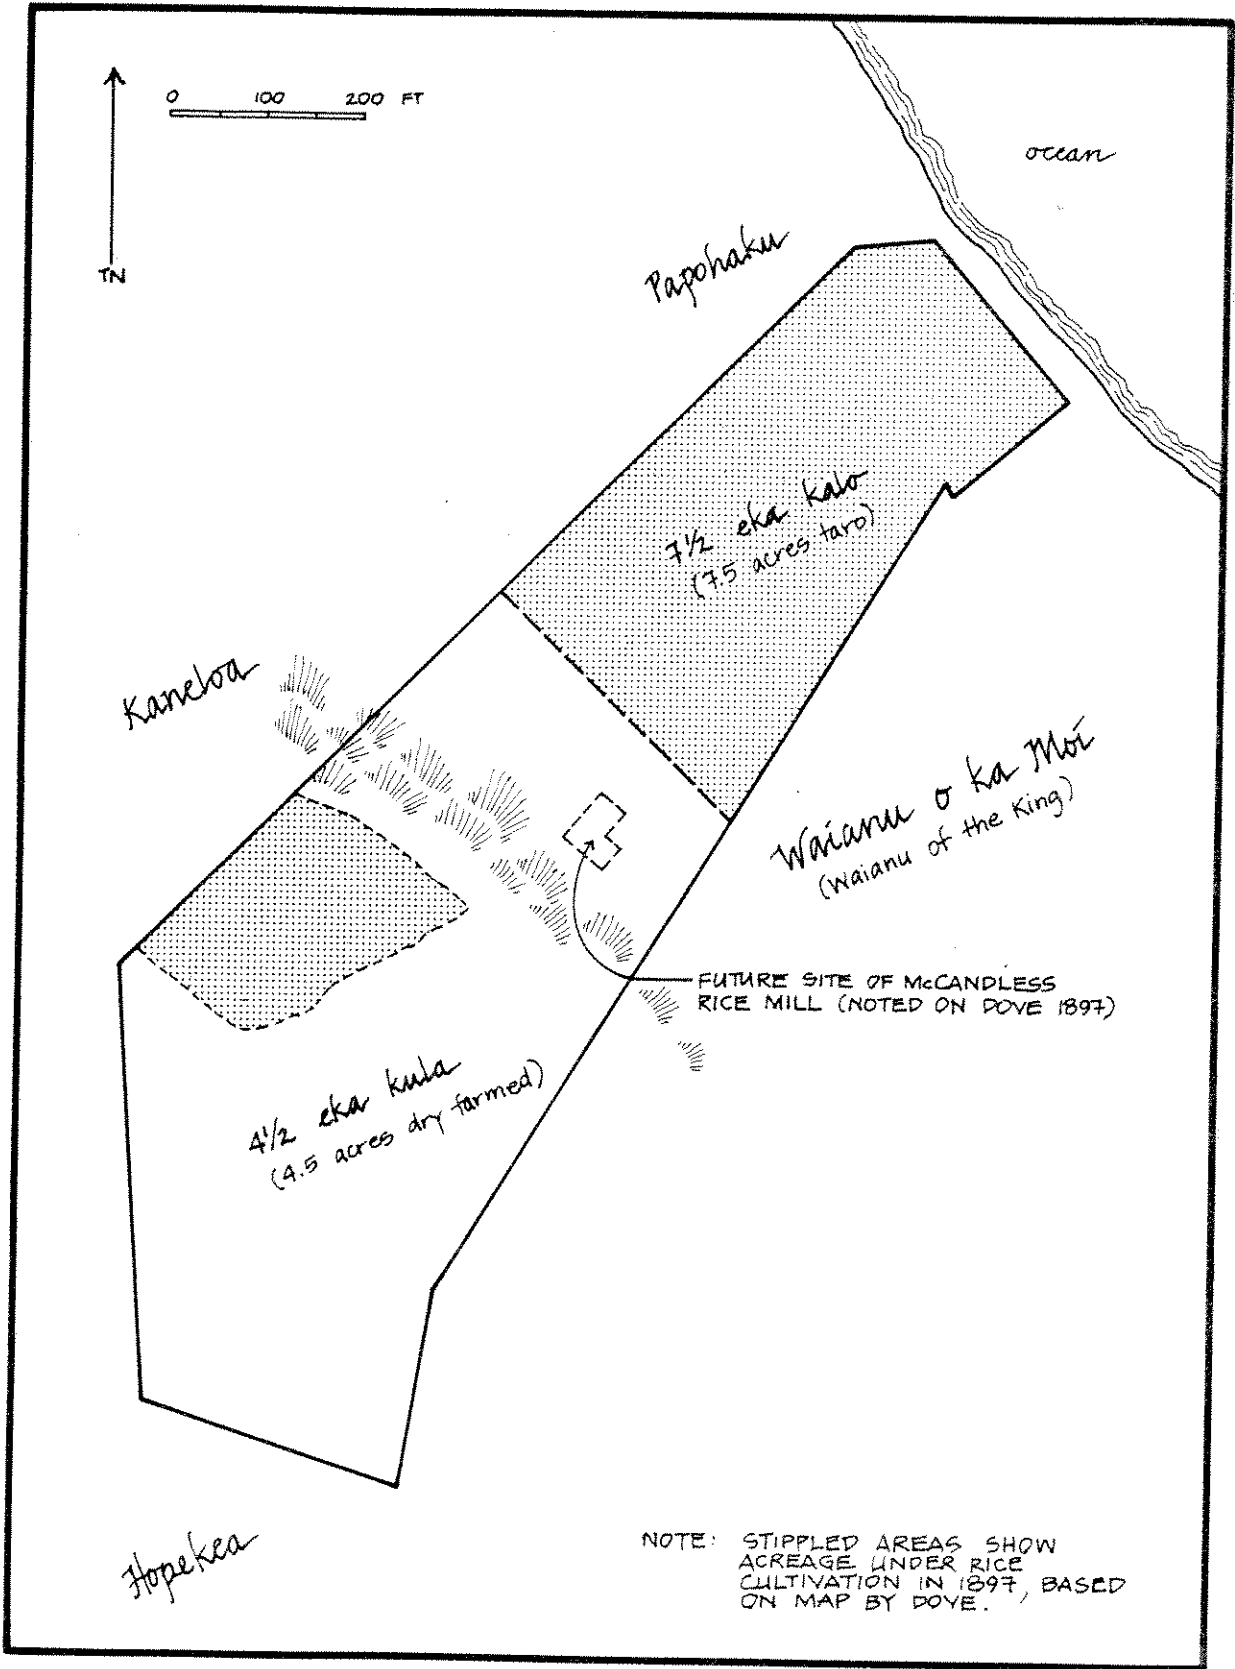 0 100 200 FT
TN
ocean
Papohaku
7½ eka kalo
(7.5 acres taro)
Kaneloa
Waianu o ka Moi
(Waianu of the King)
FUTURE SITE OF McCANDLESS
RICE MILL (NOTED ON DOVE 1897)
4½ eka kula
(4.5 acres dry farmed)
Hopekea
NOTE: STIPPLED AREAS SHOW
ACREAGE UNDER RICE
CULTIVATION IN 1897, BASED
ON MAP BY DOVE.